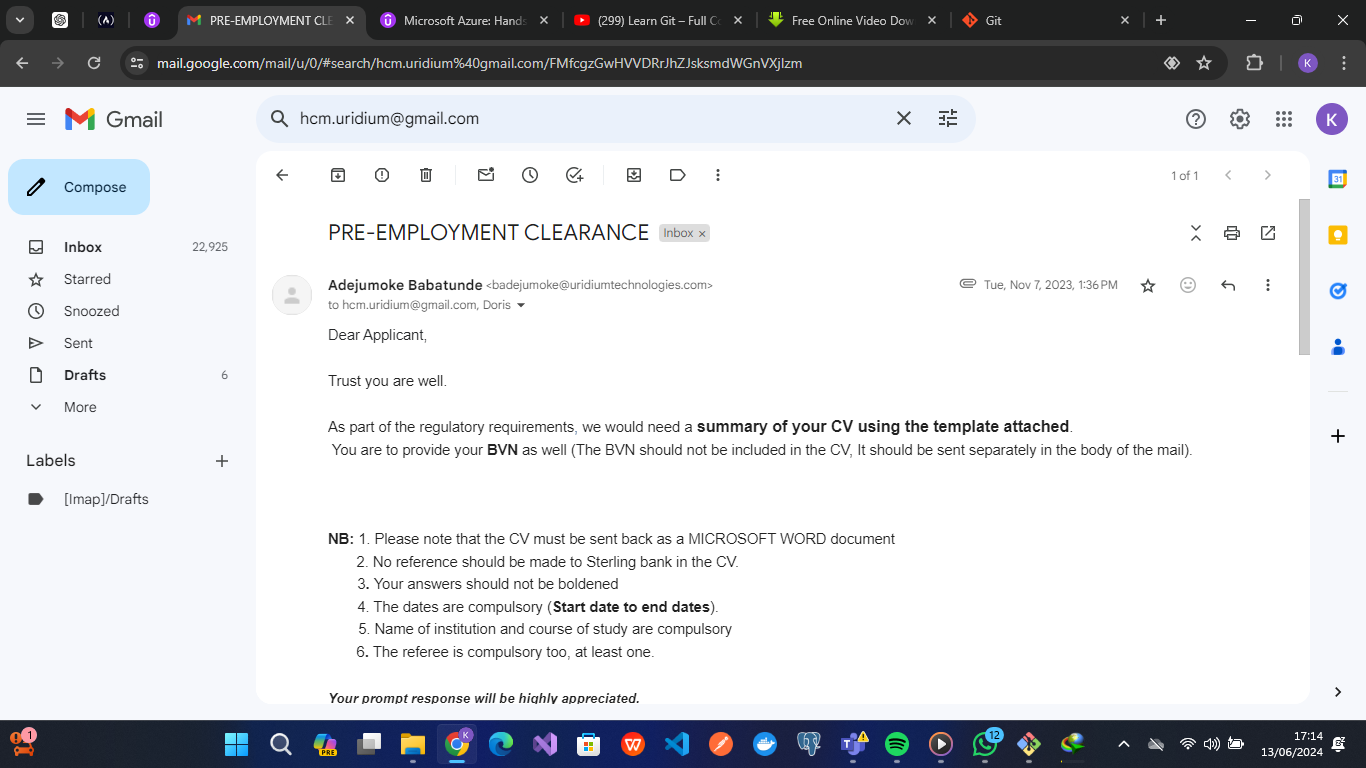 PRE-EMPLOYMENT CLE
Microsoft Azure: Hands
(299) Learn Git – Full Co
Free Online Video Dow
Git
mail.google.com/mail/u/0/#search/hcm.uridium%40gmail.com/FMfcgzGwHVVDRrJhZJsksmdWGnVXjlzm
K
Gmail
hcm.uridium@gmail.com
K
Compose
1 of 1
31
Inbox 22,925
Starred
Snoozed
Sent
Drafts 6
More
Labels
[Imap]/Drafts
PRE-EMPLOYMENT CLEARANCE Inbox x
Adejumoke Babatunde <badejumoke@uridiumtechnologies.com> Tue, Nov 7, 2023, 1:36 PM
to hcm.uridium@gmail.com, Doris
Dear Applicant,
Trust you are well.
As part of the regulatory requirements, we would need a summary of your CV using the template attached.
You are to provide your BVN as well (The BVN should not be included in the CV, It should be sent separately in the body of the mail).
NB: 1. Please note that the CV must be sent back as a MICROSOFT WORD document
2. No reference should be made to Sterling bank in the CV.
3. Your answers should not be boldened
4. The dates are compulsory (Start date to end dates).
5. Name of institution and course of study are compulsory
6. The referee is compulsory too, at least one.
Your prompt response will be highly appreciated.
1
PRE
K
W
12
17:14
13/06/2024